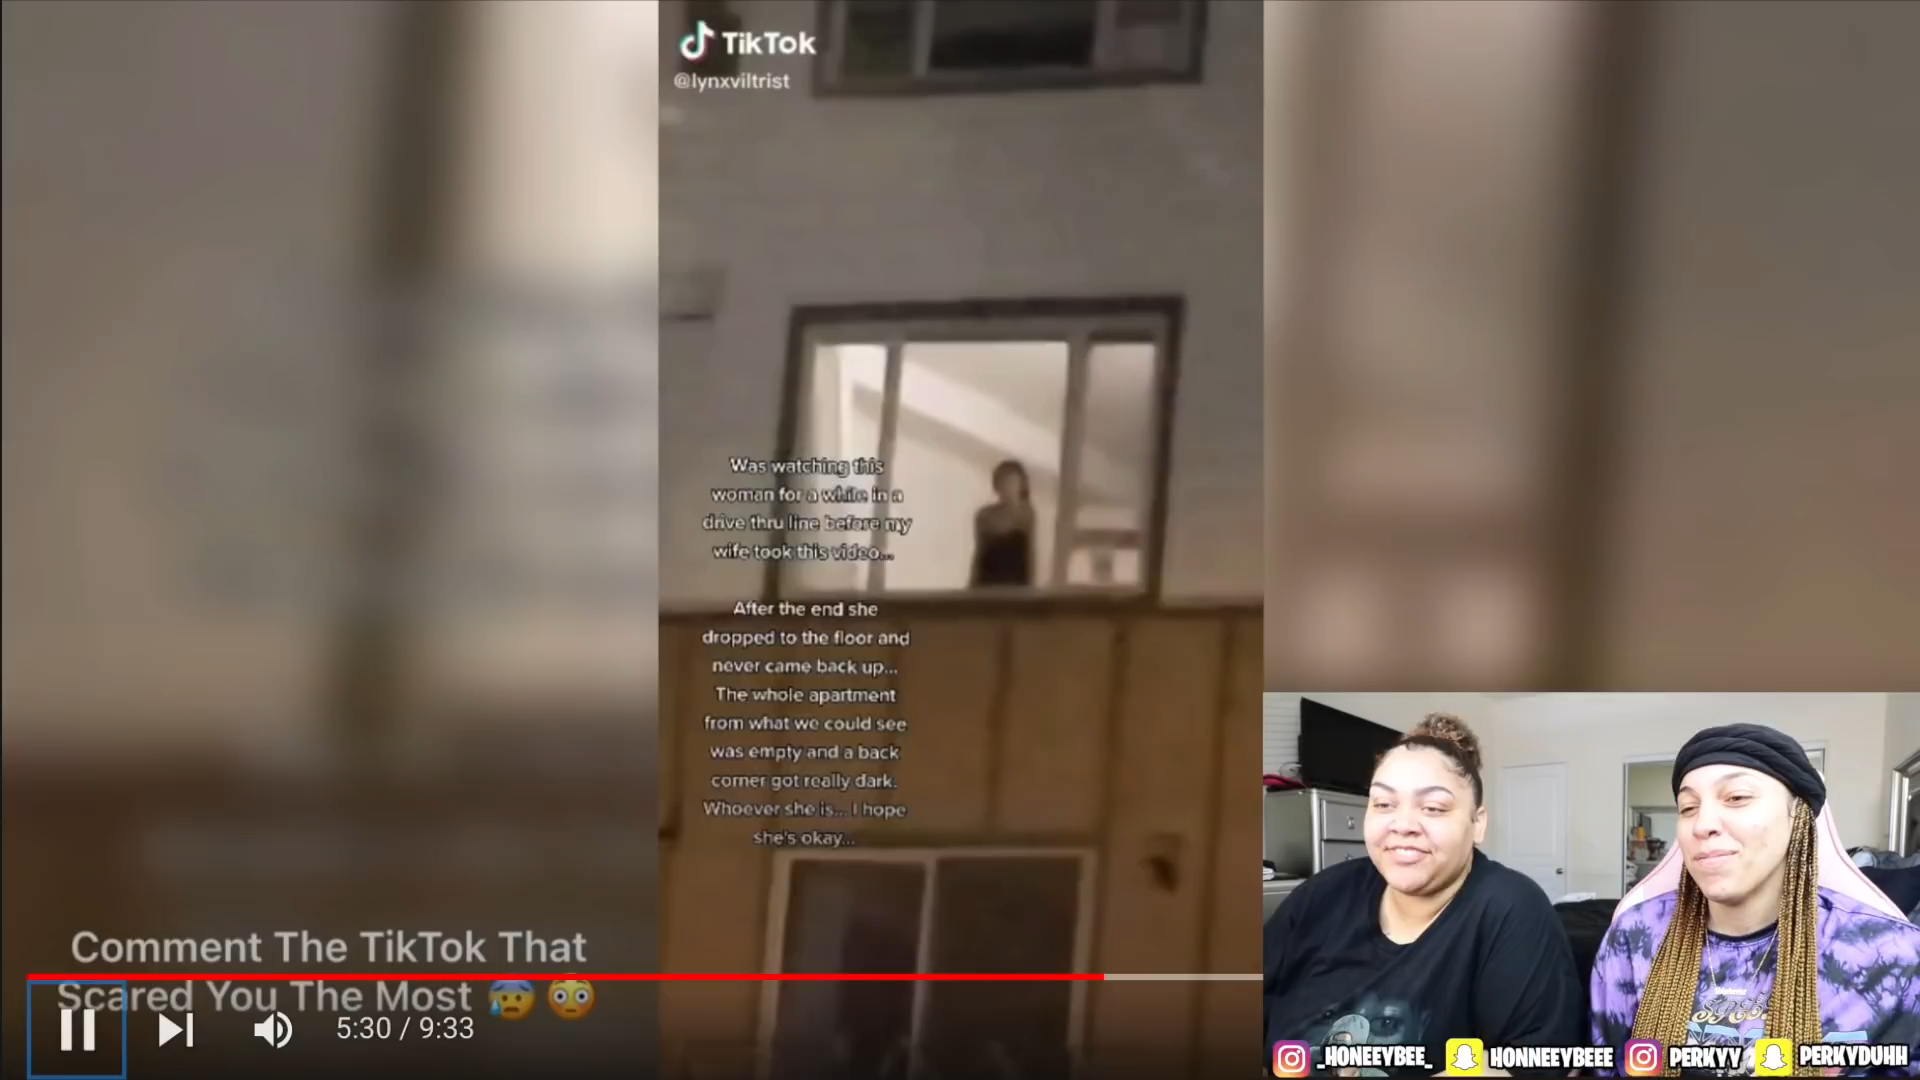 TikTok
@lynxviltrist
Was watching this
woman for a while in a
drive thru line before my
wife took this video...
After the end she
dropped to the floor and
never came back up...
The whole apartment
from what we could see
was empty and a back
corner got really dark.
Whoever she is... I hope
she's okay...
Comment The TikTok That
Scared You The Most 😰😳
5:30 / 9:33
_HONEEYBEE_ HONNEEYBEEE PERKYY PERKYDUHH